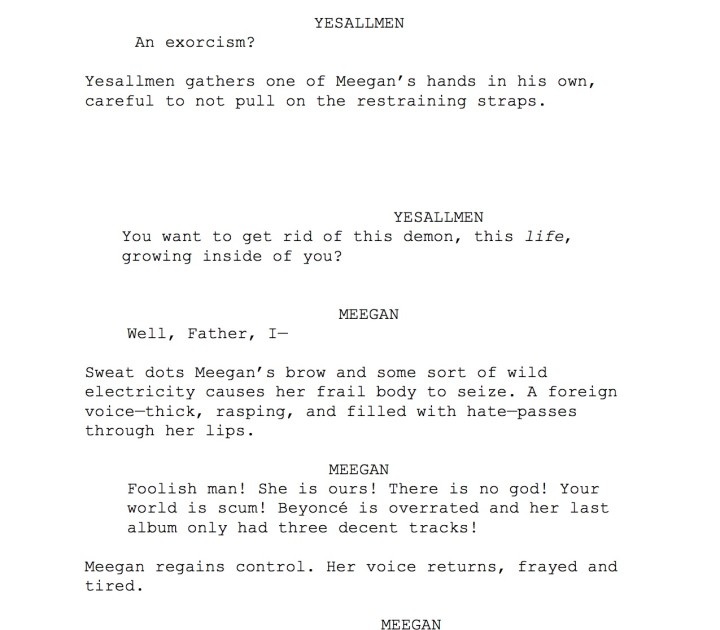 YESALLMEN
An exorcism?
Yesallmen gathers one of Meegan's hands in his own,
careful to not pull on the restraining straps.
YESALLMEN
You want to get rid of this demon, this life,
growing inside of you?
MEEGAN
Well, Father, I—
Sweat dots Meegan's brow and some sort of wild
electricity causes her frail body to seize. A foreign
voice—thick, rasping, and filled with hate—passes
through her lips.
MEEGAN
Foolish man! She is ours! There is no god! Your
world is scum! Beyoncé is overrated and her last
album only had three decent tracks!
Meegan regains control. Her voice returns, frayed and
tired.
MEEGAN